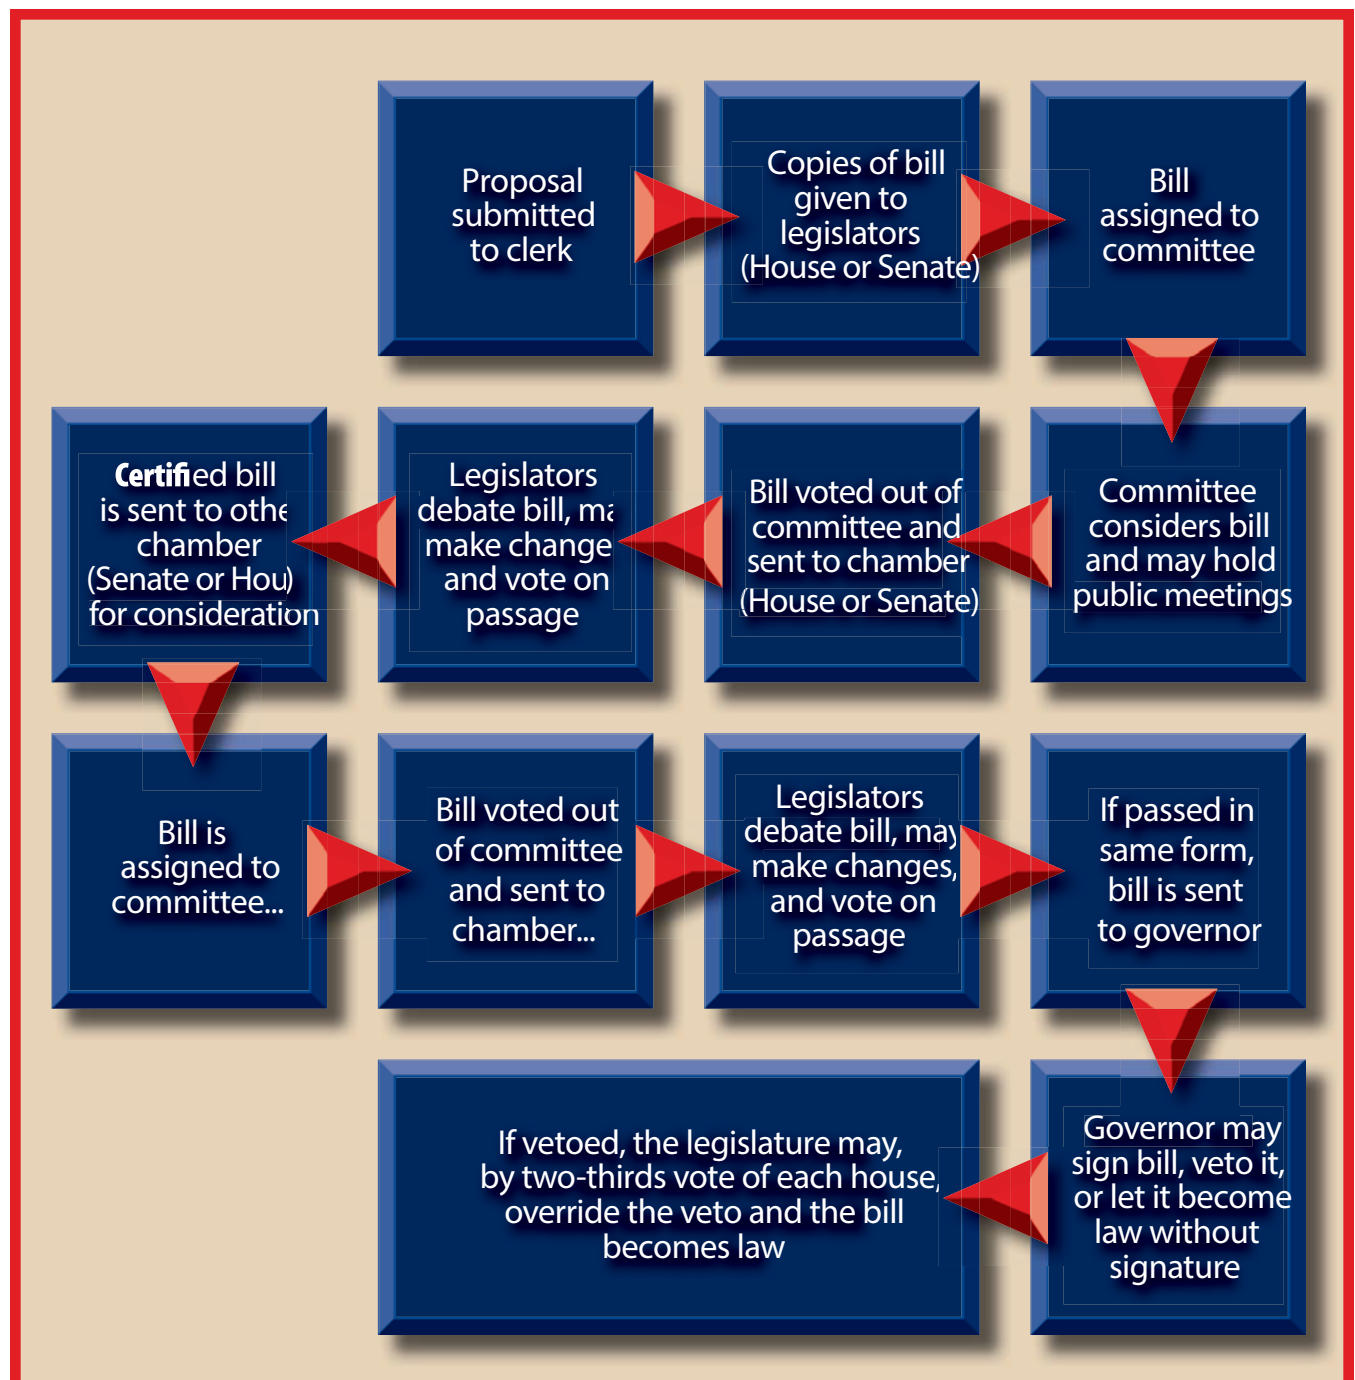 Proposal
submitted
to clerk
Copies of bill
given to
legislators
(House or Senate)
Bill
assigned to
committee
Committee
considers bill
and may hold
public meetings
Bill voted out of
committee and
sent to chamber
(House or Senate)
Legislators
debate bill, ma
make change
and vote on
passage
Certified bill
is sent to othe
chamber
(Senate or Hou)
for consideration
Bill is
assigned to
committee...
Bill voted out
of committee
and sent to
chamber...
Legislators
debate bill, may
make changes,
and vote on
passage
If passed in
same form,
bill is sent
to governor
Governor may
sign bill, veto it,
or let it become
law without
signature
If vetoed, the legislature may,
by two-thirds vote of each house,
override the veto and the bill
becomes law